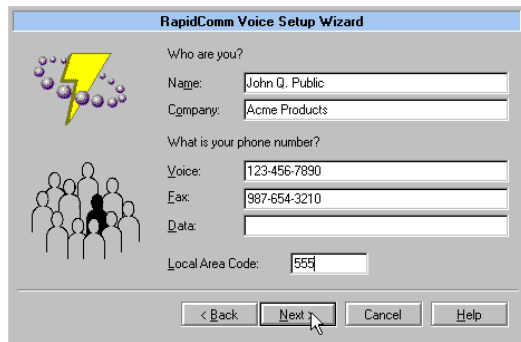 RapidComm Voice Setup Wizard
Who are you?
Name: John Q. Public
Company: Acme Products
What is your phone number?
Voice: 123-456-7890
Fax: 987-654-3210
Data:
Local Area Code: 555
< Back Next > Cancel Help